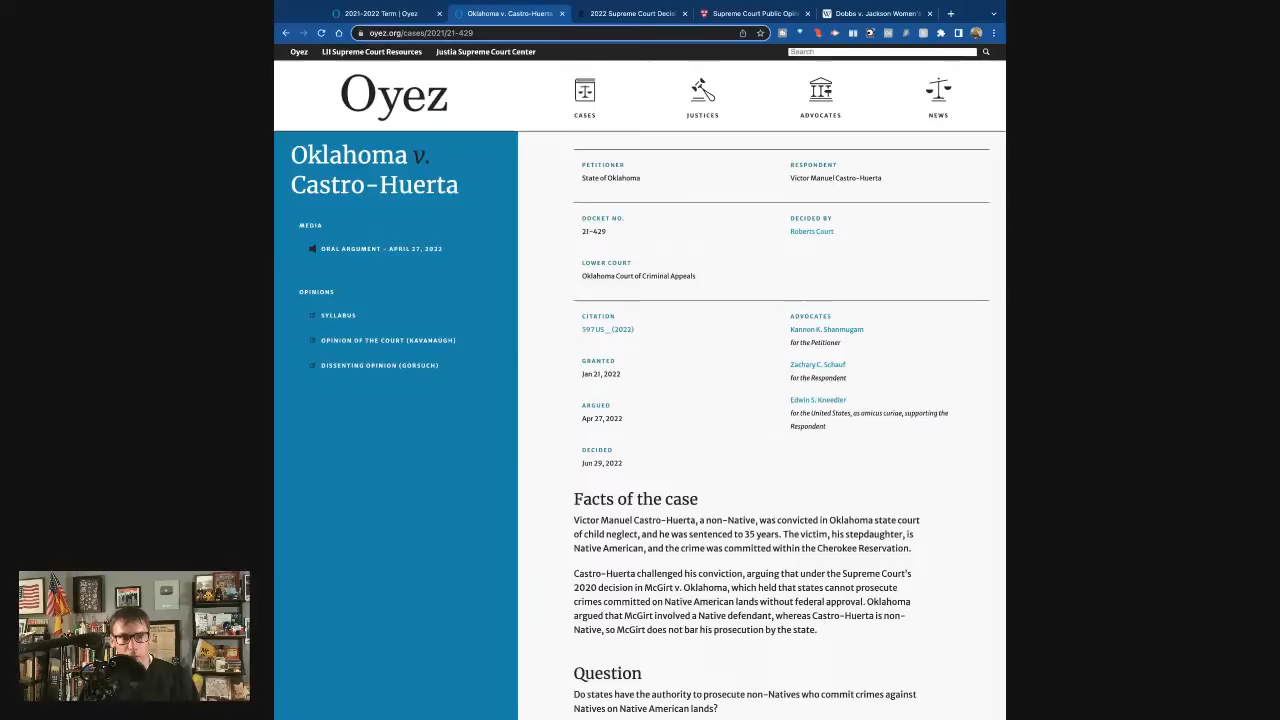 2021-2022 Term | Oyez
Oklahoma v. Castro-Huerta
2022 Supreme Court Decisi
Supreme Court Public Opini
Dobbs v. Jackson Women's
oyez.org/cases/2021/21-429
Oyez LII Supreme Court Resources Justia Supreme Court Center Search
Oyez
CASES JUSTICES ADVOCATES NEWS
Oklahoma v.
Castro-Huerta
MEDIA
ORAL ARGUMENT - APRIL 27, 2022
OPINIONS
SYLLABUS
OPINION OF THE COURT (KAVANAUGH)
DISSENTING OPINION (GORSUCH)
PETITIONER
State of Oklahoma
RESPONDENT
Victor Manuel Castro-Huerta
DOCKET NO.
21-429
DECIDED BY
Roberts Court
LOWER COURT
Oklahoma Court of Criminal Appeals
CITATION
597 US _ (2022)
GRANTED
Jan 21, 2022
ARGUED
Apr 27, 2022
DECIDED
Jun 29, 2022
ADVOCATES
Kannon K. Shanmugam
for the Petitioner
Zachary C. Schauf
for the Respondent
Edwin S. Kneedler
for the United States, as amicus curiae, supporting the
Respondent
Facts of the case
Victor Manuel Castro-Huerta, a non-Native, was convicted in Oklahoma state court
of child neglect, and he was sentenced to 35 years. The victim, his stepdaughter, is
Native American, and the crime was committed within the Cherokee Reservation.
Castro-Huerta challenged his conviction, arguing that under the Supreme Court's
2020 decision in McGirt v. Oklahoma, which held that states cannot prosecute
crimes committed on Native American lands without federal approval. Oklahoma
argued that McGirt involved a Native defendant, whereas Castro-Huerta is non-
Native, so McGirt does not bar his prosecution by the state.
Question
Do states have the authority to prosecute non-Natives who commit crimes against
Natives on Native American lands?